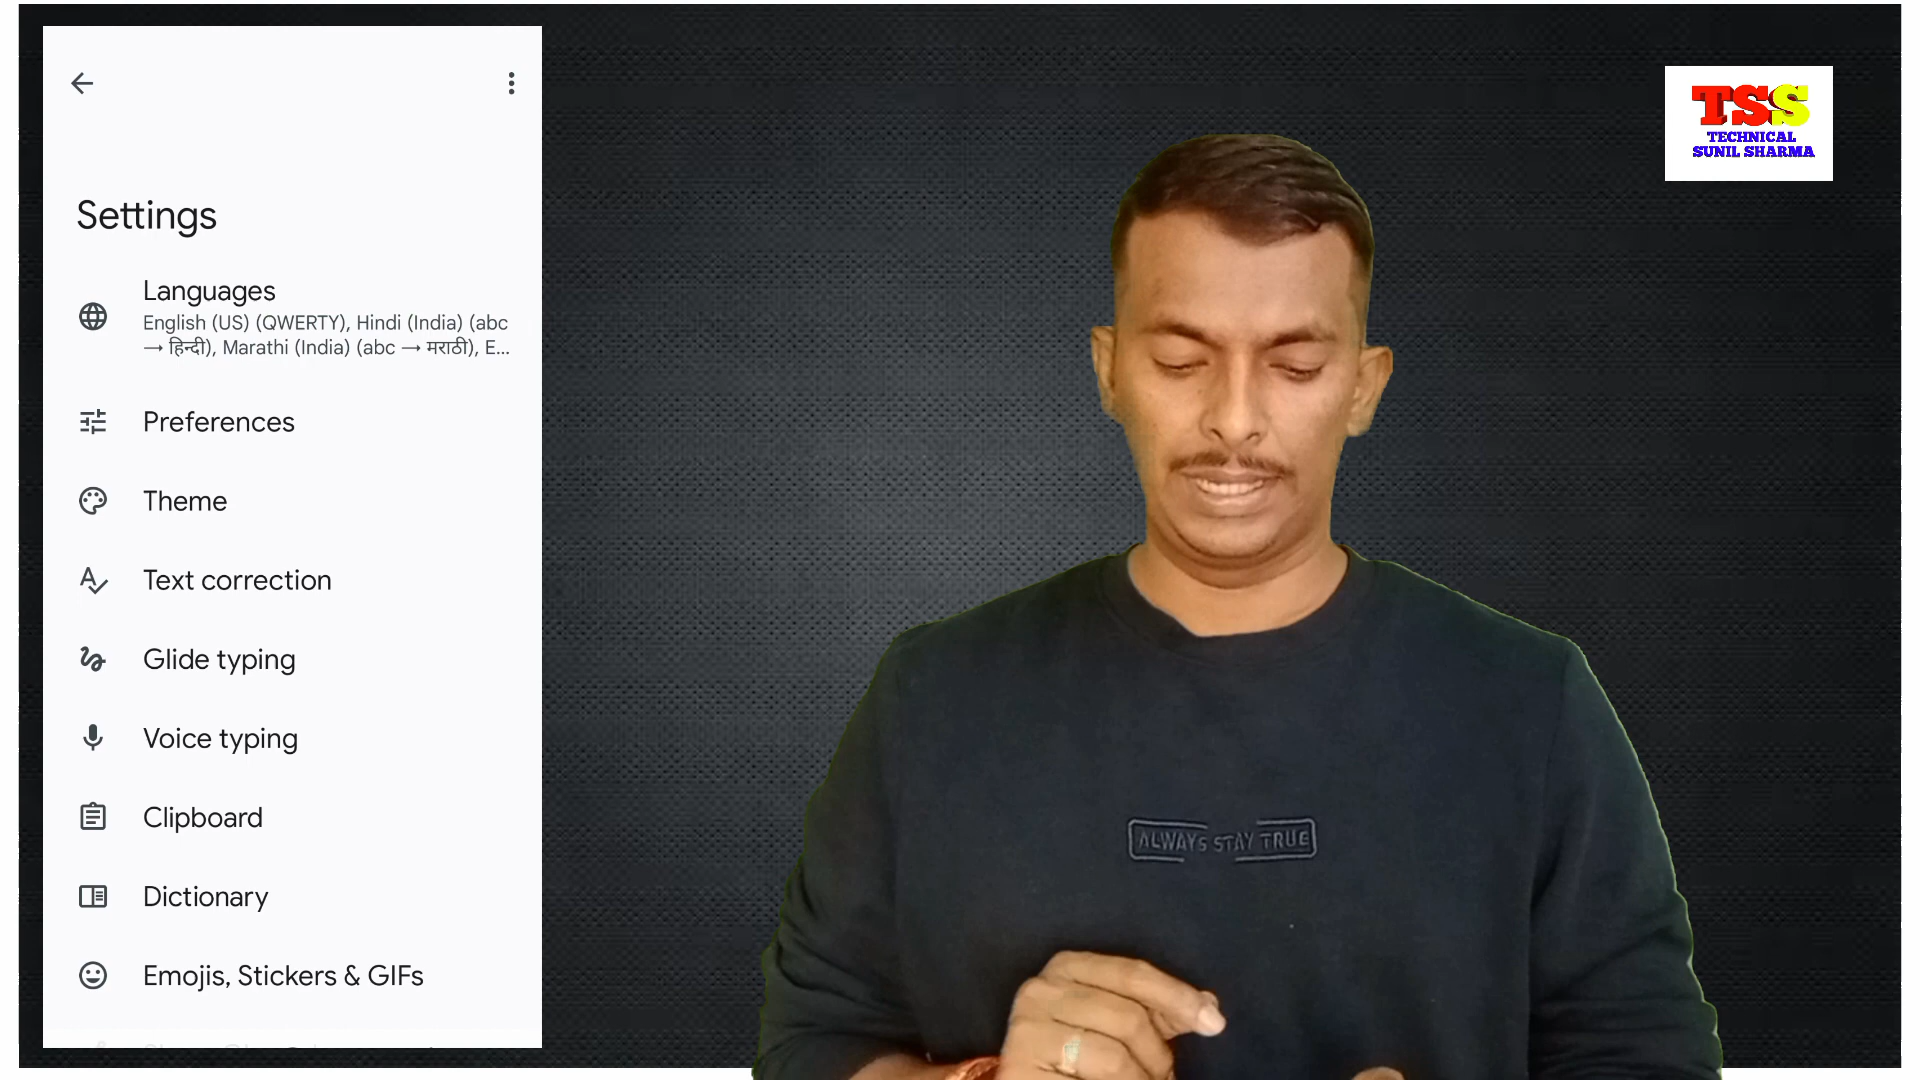 Settings
Languages
English (US) (QWERTY), Hindi (India) (abc
→ हिन्दी), Marathi (India) (abc → मराठी), E...
Preferences
Theme
Text correction
Glide typing
Voice typing
Clipboard
Dictionary
Emojis, Stickers & GIFs
TSS
TECHNICAL
SUNIL SHARMA
ALWAYS STAY TRUE